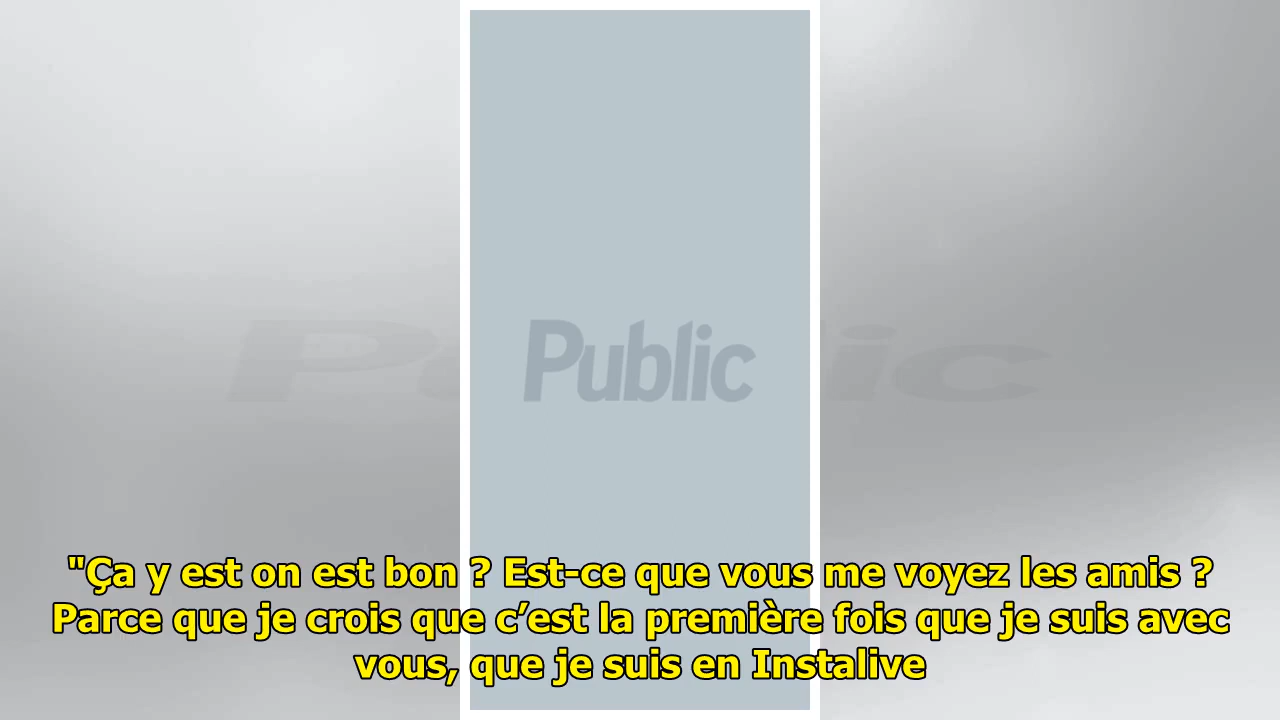 Public
"Ça y est on est bon ? Est-ce que vous me voyez les amis ?
Parce que je crois que c’est la première fois que je suis avec
vous, que je suis en Instalive